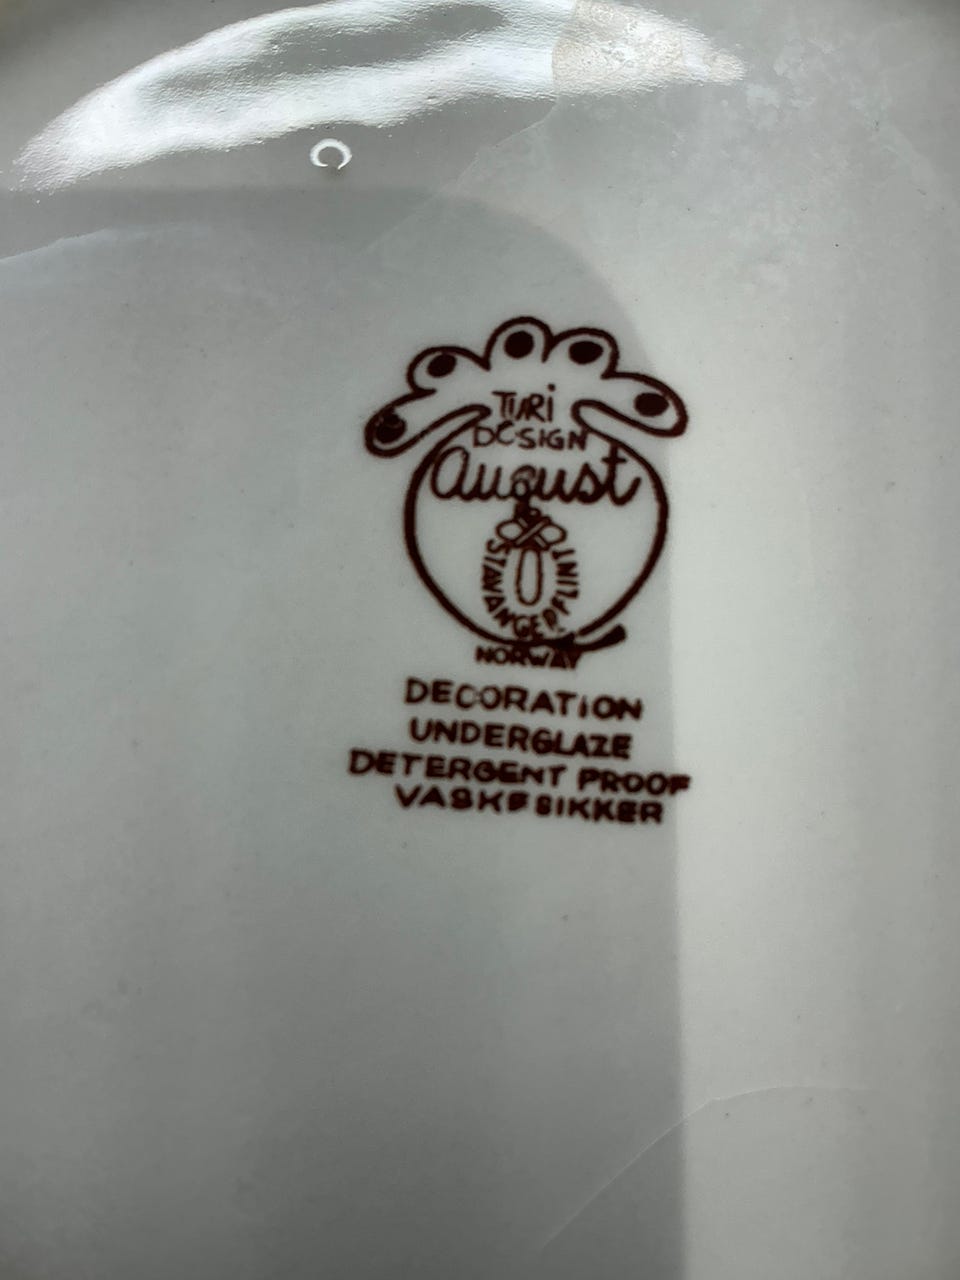 TURi
DESIGN
August
STAVANGERFLINT
NORWAY
DECORATiON
UNDERGLAZE
DETERGENT PROOF
VASKESIKKER